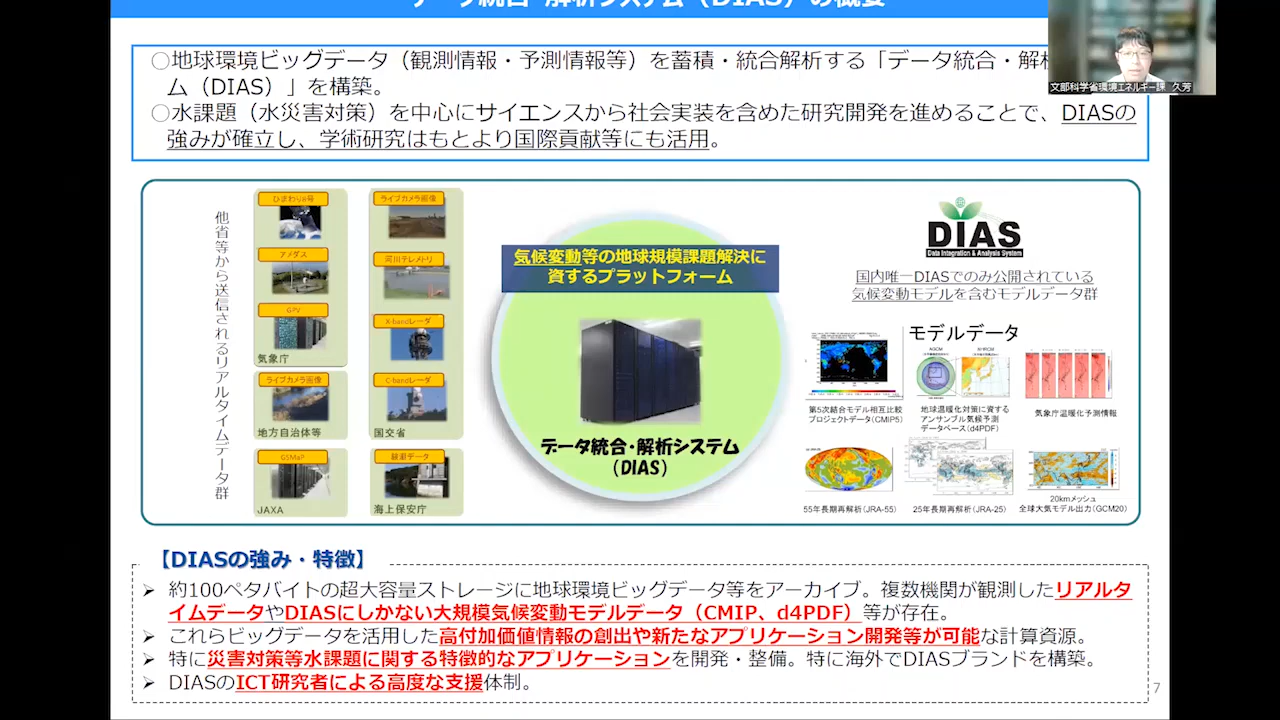 データ統合・解析システム（DIAS）の概要
文部科学省環境エネルギー課 久芳
○地球環境ビッグデータ（観測情報・予測情報等）を蓄積・統合解析する「データ統合・解析
ム（DIAS）」を構築。
○水課題（水災害対策）を中心にサイエンスから社会実装を含めた研究開発を進めることで、DIASの
強みが確立し、学術研究はもとより国際貢献等にも活用。
他省等から送信されるリアルタイムデータ群
ひまわり8号
アメダス
GPV
気象庁
ライブカメラ画像
地方自治体等
GSMaP
JAXA
ライブカメラ画像
河川テレメトリ
X-bandレーダ
C-bandレーダ
国交省
海上保安庁
気候変動等の地球規模課題解決に
資するプラットフォーム
データ統合・解析システム
（DIAS）
DIAS
Data Integration & Analysis System
国内唯一DIASでのみ公開されている
気候変動モデルを含むモデルデータ群
モデルデータ
第5次結合モデル相互比較
プロジェクトデータ（CMIP5）
地球温暖化対策に資する
アンサンブル気候予測
データベース（d4PDF）
気象庁温暖化予測情報
55年長期再解析（JRA-55）
25年長期再解析（JRA-25）
20kmメッシュ
全球大気モデル出力（GCM20）
【DIASの強み・特徴】
➢ 約100ペタバイトの超大容量ストレージに地球環境ビッグデータ等をアーカイブ。複数機関が観測したリアルタ
イムデータやDIASにしかない大規模気候変動モデルデータ（CMIP、d4PDF）等が存在。
➢ これらビッグデータを活用した高付加価値情報の創出や新たなアプリケーション開発等が可能な計算資源。
➢ 特に災害対策等水課題に関する特徴的なアプリケーションを開発・整備。特に海外でDIASブランドを構築。
➢ DIASのICT研究者による高度な支援体制。
7